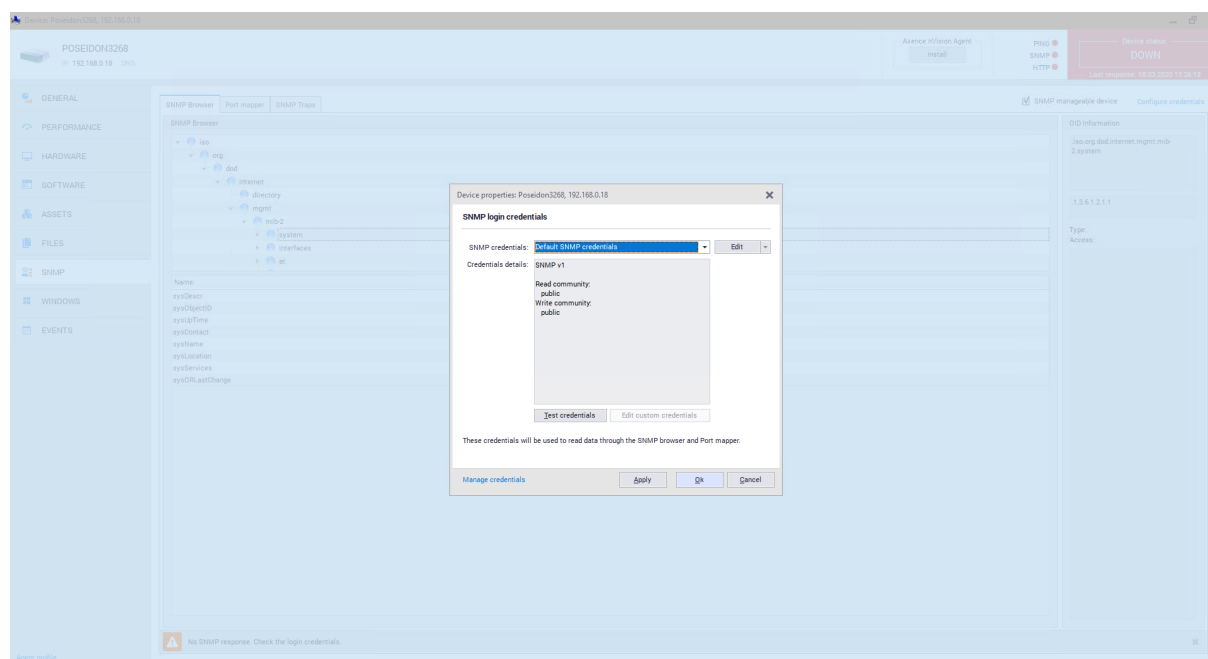 Device: Poseidon3268, 192.168.0.18
POSEIDON3268
192.168.0.18 DNS
Axence nVision Agent
Install
PING
SNMP
HTTP
Device status
DOWN
GENERAL
PERFORMANCE
HARDWARE
SOFTWARE
ASSETS
FILES
SNMP
WINDOWS
EVENTS
SNMP Browser Port mapper SNMP Traps
SNMP manageable device Configure credentials
SNMP Browser
iso
org
dod
internet
directory
mgmt
mib-2
system
interfaces
at
Name
sysDescr
sysObjectID
sysUpTime
sysContact
sysName
sysLocation
sysServices
sysORLastChange
OID Information
.iso.org.dod.internet.mgmt.mib-
2.system
.1.3.6.1.2.1.1
Type:
Access:
Device properties: Poseidon3268, 192.168.0.18
SNMP login credentials
SNMP credentials: Default SNMP credentials Edit
Credentials details: SNMP v1
Read community:
public
Write community:
public
Test credentials Edit custom credentials
These credentials will be used to read data through the SNMP browser and Port mapper.
Manage credentials Apply Ok Cancel
No SNMP response. Check the login credentials.
Agent profile